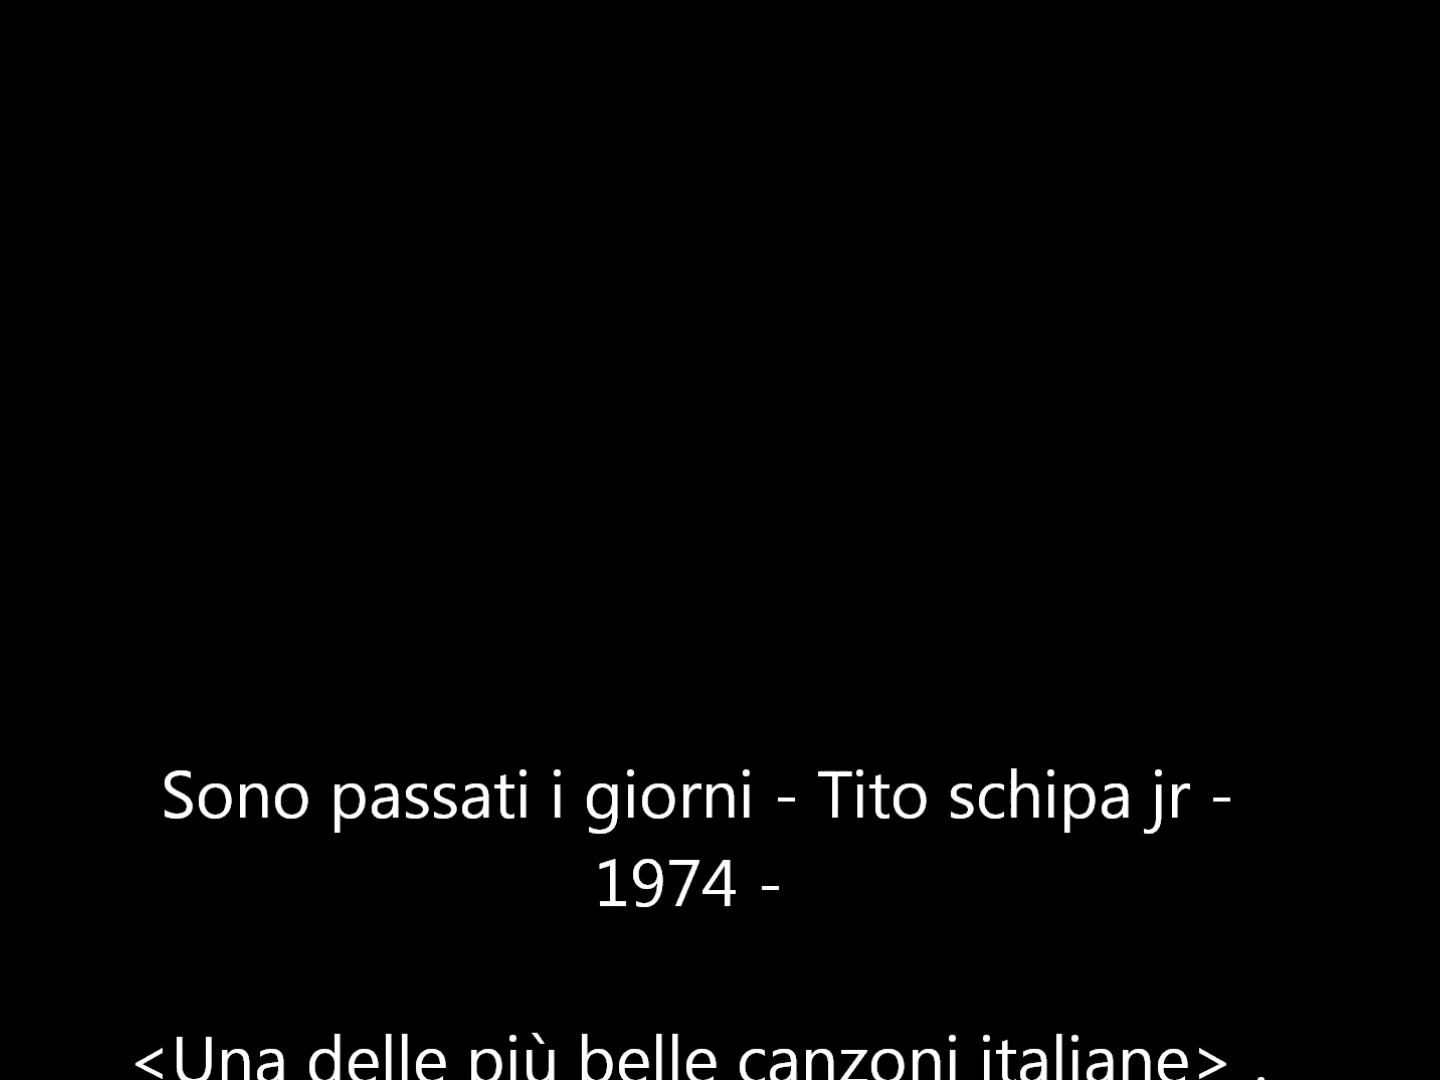 Sono passati i giorni - Tito schipa jr -
1974 -
<Una delle più belle canzoni italiane> .